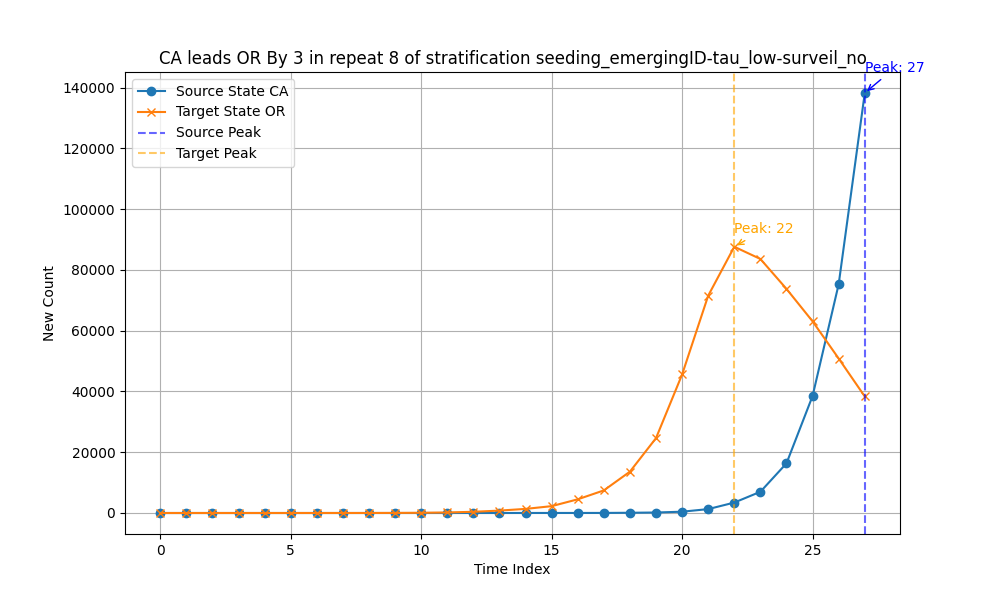 CA leads OR By 3 in repeat 8 of stratification seeding_emergingID-tau_low-surveil_no
Peak: 27
Source State CA
Target State OR
Source Peak
Target Peak
Peak: 22
New Count
140000
120000
100000
80000
60000
40000
20000
0
0 5 10 15 20 25
Time Index